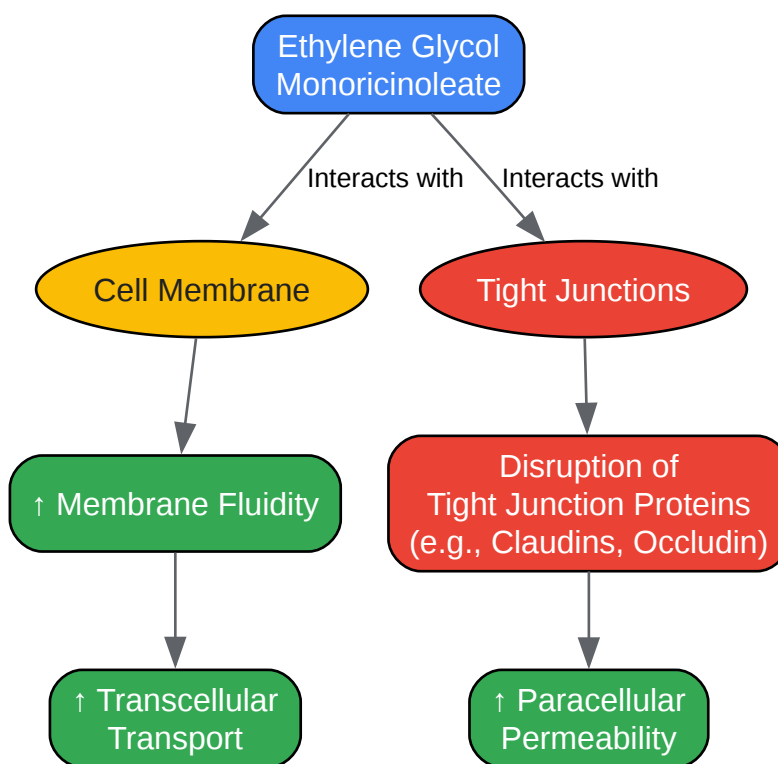 Ethylene Glycol
Monoricinoleate
Interacts with
Interacts with
Cell Membrane
Tight Junctions
↑ Membrane Fluidity
Disruption of
Tight Junction Proteins
(e.g., Claudins, Occludin)
↑ Transcellular
Transport
↑ Paracellular
Permeability